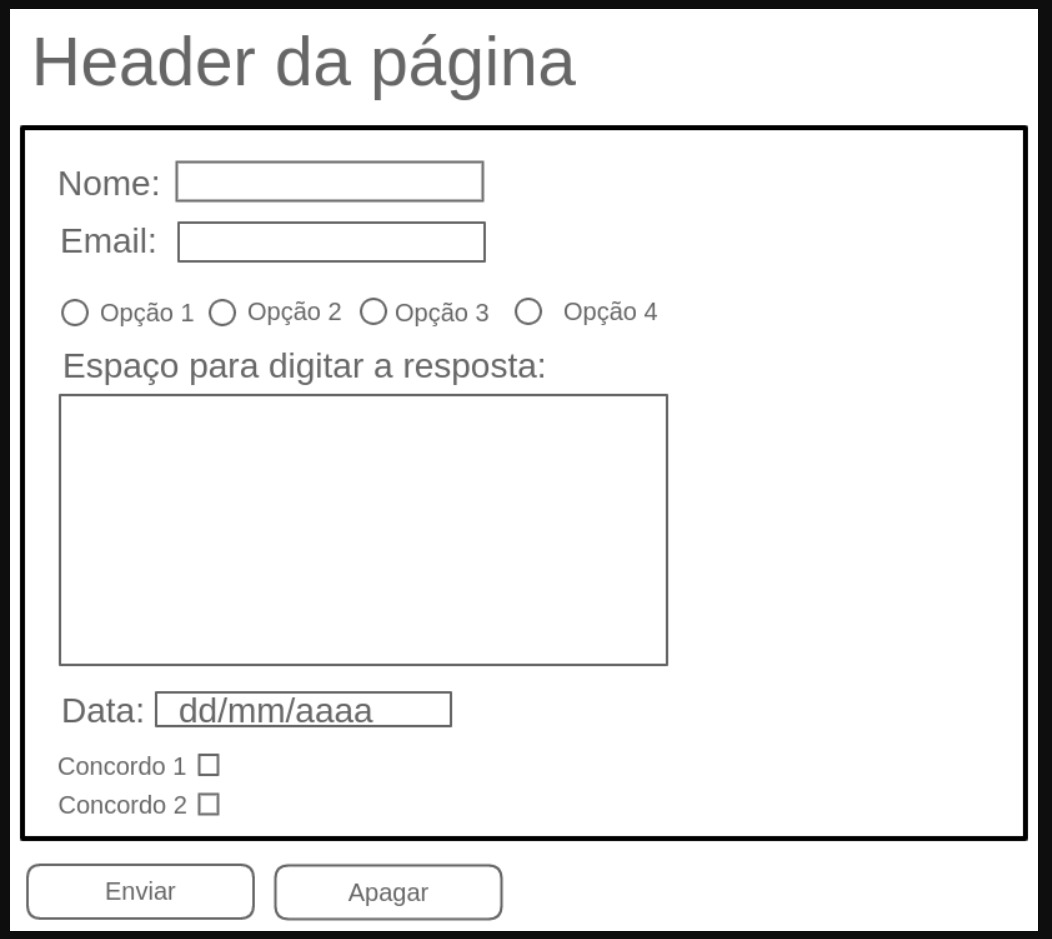 Header da página
Nome:
Email:
Opção 1 Opção 2 Opção 3 Opção 4
Espaço para digitar a resposta:
Data: dd/mm/aaaa
Concordo 1
Concordo 2
Enviar Apagar